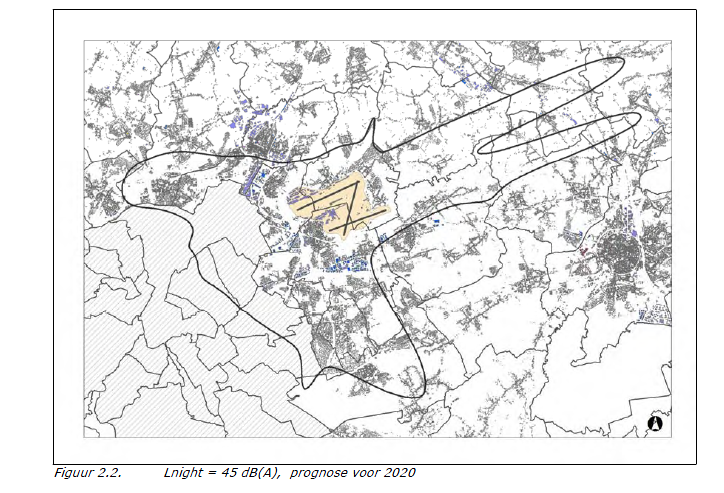 Figuur 2.2. Lnight = 45 dB(A), prognose voor 2020